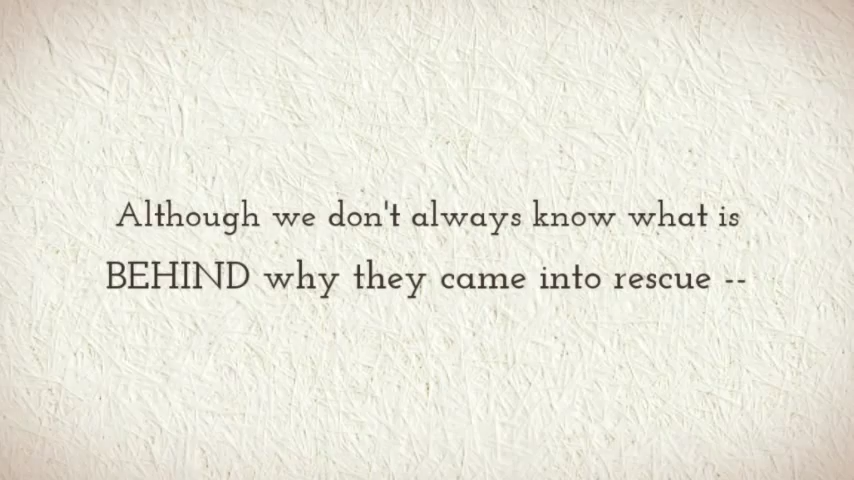 Although we don't always know what is
BEHIND why they came into rescue --